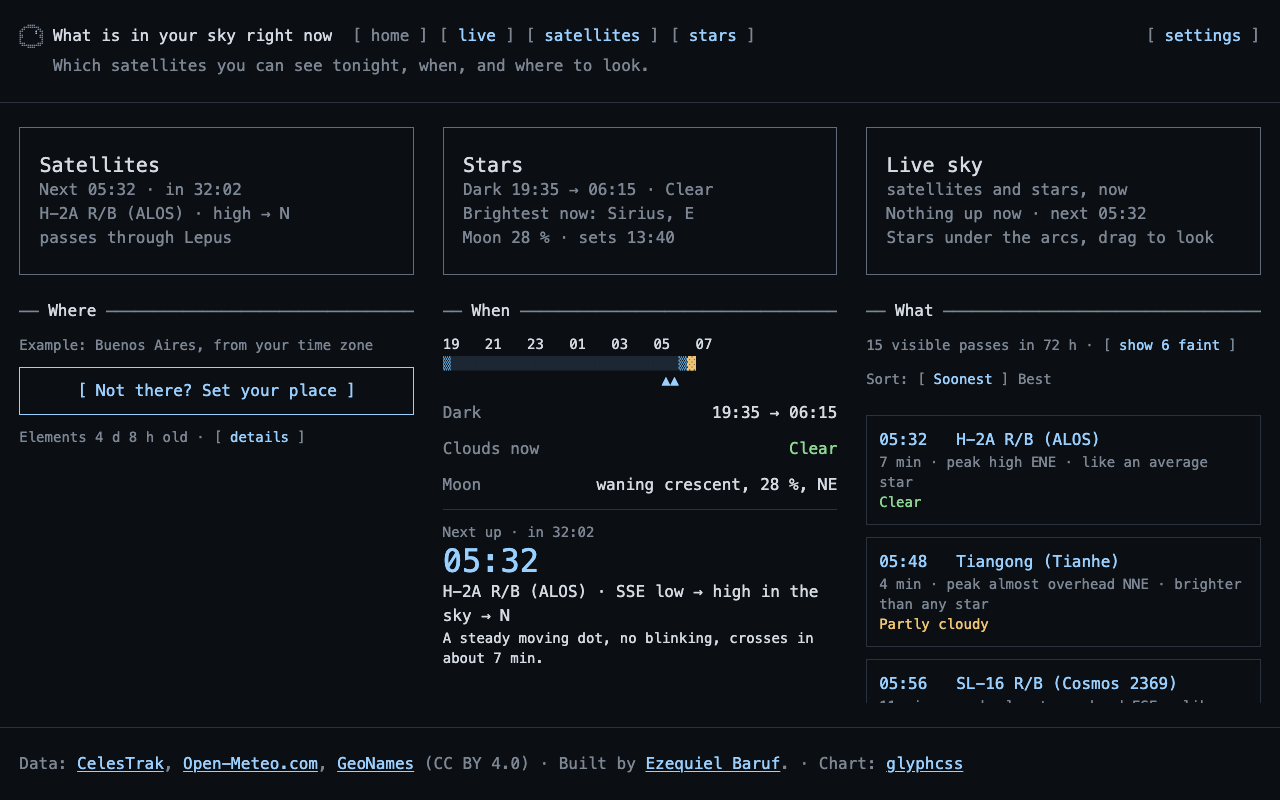 What is in your sky right now [ home ] [ live ] [ satellites ] [ stars ] [ settings ]
Which satellites you can see tonight, when, and where to look.
Satellites
Next 05:32 · in 32:02
H-2A R/B (ALOS) · high → N
passes through Lepus
Stars
Dark 19:35 → 06:15 · Clear
Brightest now: Sirius, E
Moon 28 % · sets 13:40
Live sky
satellites and stars, now
Nothing up now · next 05:32
Stars under the arcs, drag to look
Where
Example: Buenos Aires, from your time zone
[ Not there? Set your place ]
Elements 4 d 8 h old · [ details ]
When
19 21 23 01 03 05 07
Dark 19:35 → 06:15
Clouds now Clear
Moon waning crescent, 28 %, NE
Next up · in 32:02
05:32
H-2A R/B (ALOS) · SSE low → high in the
sky → N
A steady moving dot, no blinking, crosses in
about 7 min.
What
15 visible passes in 72 h · [ show 6 faint ]
Sort: [ Soonest ] Best
05:32 H-2A R/B (ALOS)
7 min · peak high ENE · like an average
star
Clear
05:48 Tiangong (Tianhe)
4 min · peak almost overhead NNE · brighter
than any star
Partly cloudy
05:56 SL-16 R/B (Cosmos 2369)
Data: CelesTrak, Open-Meteo.com, GeoNames (CC BY 4.0) · Built by Ezequiel Baruf. · Chart: glyphcss